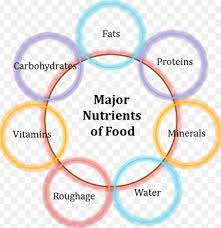 Fats
Proteins
Minerals
Water
Roughage
Vitamins
Carbohydrates
Major
Nutrients
of Food